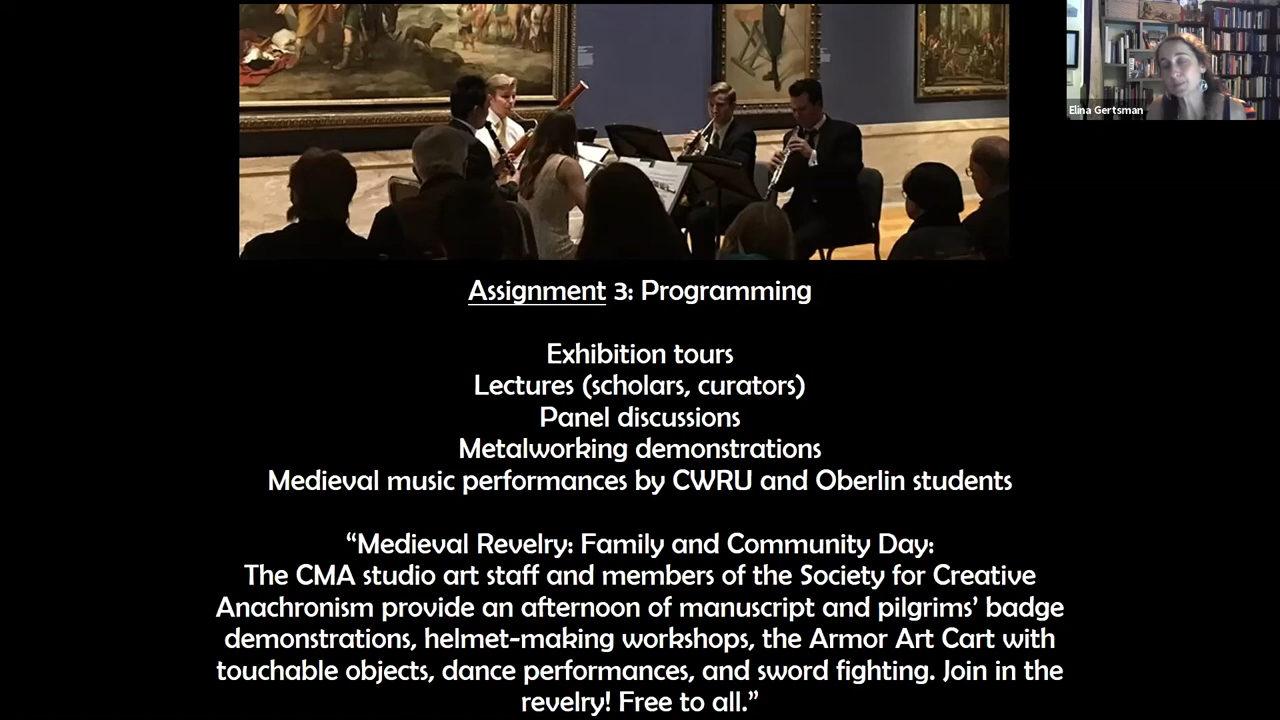 Elina Gertsman
Assignment 3: Programming
Exhibition tours
Lectures (scholars, curators)
Panel discussions
Metalworking demonstrations
Medieval music performances by CWRU and Oberlin students
“Medieval Revelry: Family and Community Day:
The CMA studio art staff and members of the Society for Creative
Anachronism provide an afternoon of manuscript and pilgrims’ badge
demonstrations, helmet-making workshops, the Armor Art Cart with
touchable objects, dance performances, and sword fighting. Join in the
revelry! Free to all.”